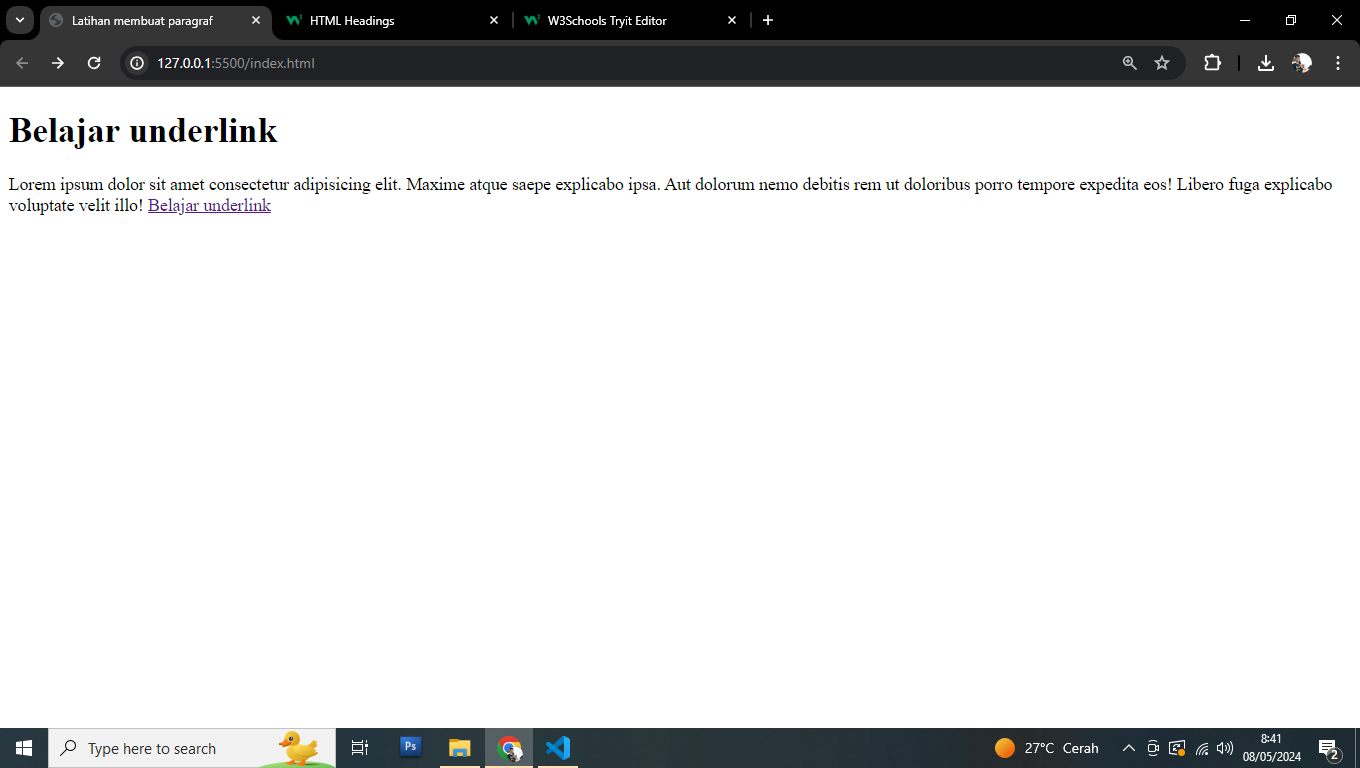 Latihan membuat paragraf
HTML Headings
W3Schools Tryit Editor
127.0.0.1:5500/index.html
Belajar underlink
Lorem ipsum dolor sit amet consectetur adipisicing elit. Maxime atque saepe explicabo ipsa. Aut dolorum nemo debitis rem ut doloribus porro tempore expedita eos! Libero fuga explicabo
voluptate velit illo! Belajar underlink
Type here to search
Ps
27°C Cerah
8:41
08/05/2024
2